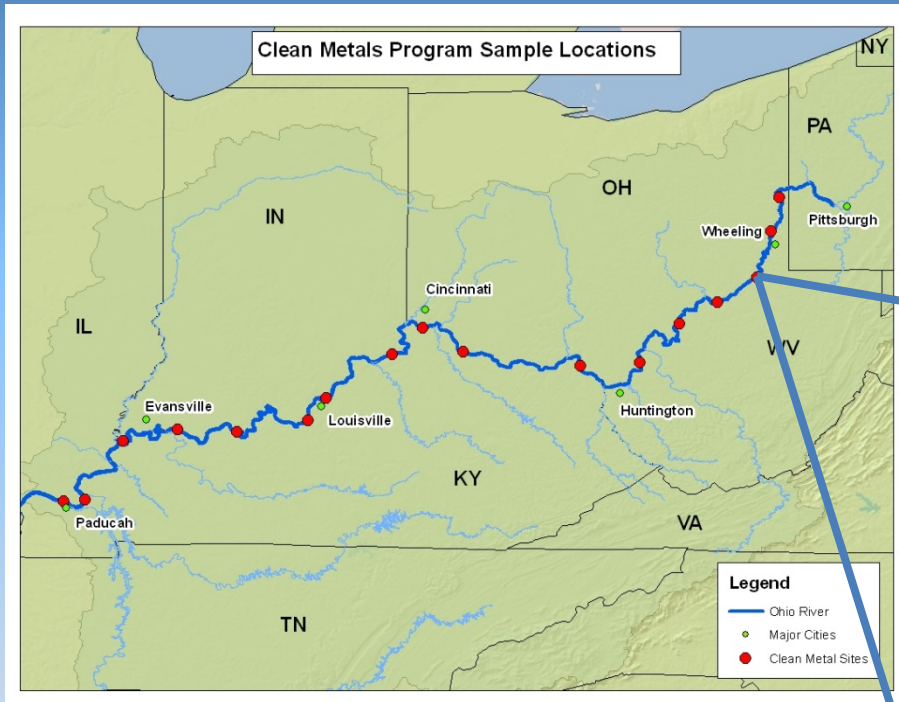 Clean Metals Program Sample Locations
NY
PA
OH
IN
Pittsburgh
Wheeling
Cincinnati
IL
WV
Evansville
Louisville
Huntington
KY
Paducah
VA
TN
Legend
Ohio River
Major Cities
Clean Metal Sites